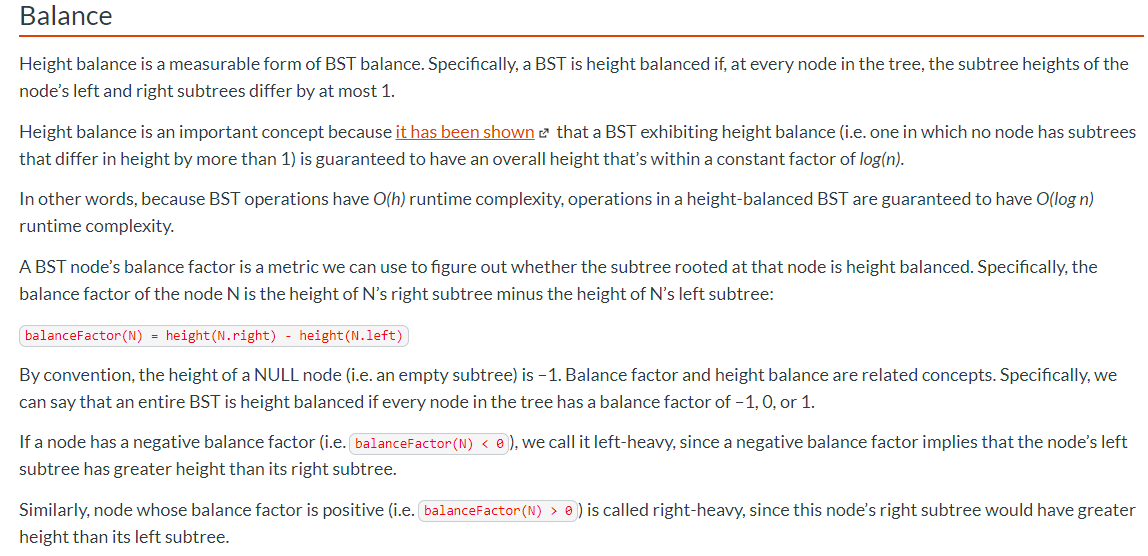 Balance
Height balance is a measurable form of BST balance. Specifically, a BST is height balanced if, at every node in the tree, the subtree heights of the
node’s left and right subtrees differ by at most 1.
Height balance is an important concept because it has been shown that a BST exhibiting height balance (i.e. one in which no node has subtrees
that differ in height by more than 1) is guaranteed to have an overall height that’s within a constant factor of log(n).
In other words, because BST operations have O(h) runtime complexity, operations in a height-balanced BST are guaranteed to have O(log n)
runtime complexity.
A BST node’s balance factor is a metric we can use to figure out whether the subtree rooted at that node is height balanced. Specifically, the
balance factor of the node N is the height of N’s right subtree minus the height of N’s left subtree:
balanceFactor(N) = height(N.right) - height(N.left)
By convention, the height of a NULL node (i.e. an empty subtree) is −1. Balance factor and height balance are related concepts. Specifically, we
can say that an entire BST is height balanced if every node in the tree has a balance factor of −1, 0, or 1.
If a node has a negative balance factor (i.e. balanceFactor(N) < 0), we call it left-heavy, since a negative balance factor implies that the node’s left
subtree has greater height than its right subtree.
Similarly, node whose balance factor is positive (i.e. balanceFactor(N) > 0) is called right-heavy, since this node’s right subtree would have greater
height than its left subtree.